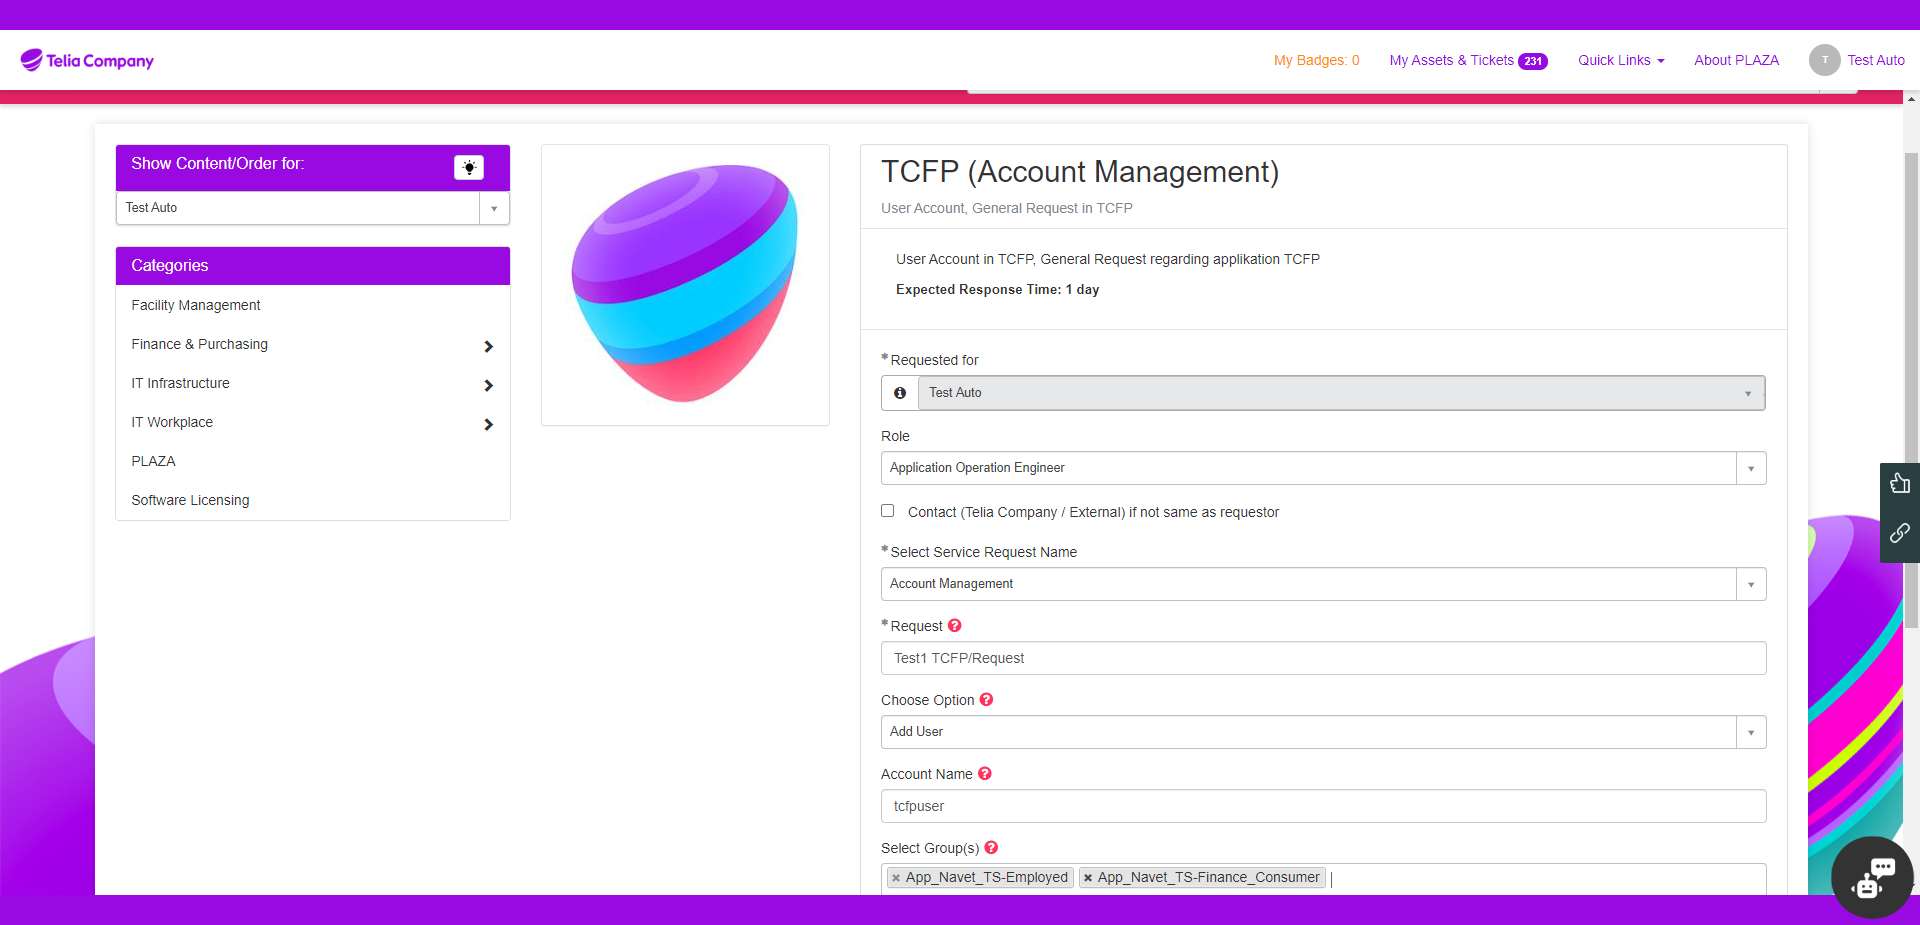 Telia Company
My Badges: 0
My Assets & Tickets 231
Quick Links
About PLAZA
T
Test Auto
Show Content/Order for:
Test Auto
Categories
Facility Management
Finance & Purchasing
IT Infrastructure
IT Workplace
PLAZA
Software Licensing
TCFP (Account Management)
User Account, General Request in TCFP
User Account in TCFP, General Request regarding applikation TCFP
Expected Response Time: 1 day
* Requested for
Test Auto
Role
Application Operation Engineer
Contact (Telia Company / External) if not same as requestor
* Select Service Request Name
Account Management
* Request ?
Test1 TCFP/Request
Choose Option ?
Add User
Account Name ?
tcfpuser
Select Group(s) ?
× App_Navet_TS-Employed × App_Navet_TS-Finance_Consumer